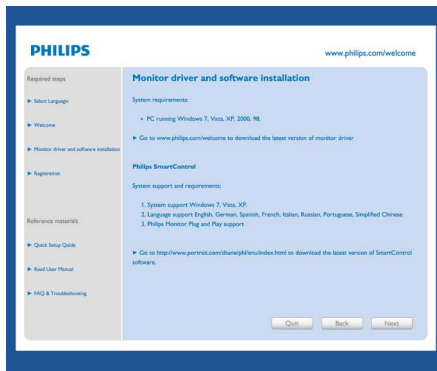 PHILIPS
www.philips.com/welcome
Required steps
Select Language:
Welcome
Monitor driver and software installation
Registration
Reference materials
Quick Setup Guide
Read User Manual
FAQ & Troubleshooting
Monitor driver and software installation
System requirements:
• PC running Windows 7, Vista, XP, 2000, 98.
Go to www.philips.com/welcome to download the latest version of monitor driver
Philips SmartControl
System support and requirements:
1. System support Windows 7, Vista, XP.
2. Language support English, German, Spanish, French, Italian, Russian, Portuguese, Simplified Chinese
3. Philips Monitor Plug and Play support
Go to http://www.portrait.com/dtune/phl/enu/index.html to download the latest version of SmartControl
software.
Quit
Back
Next